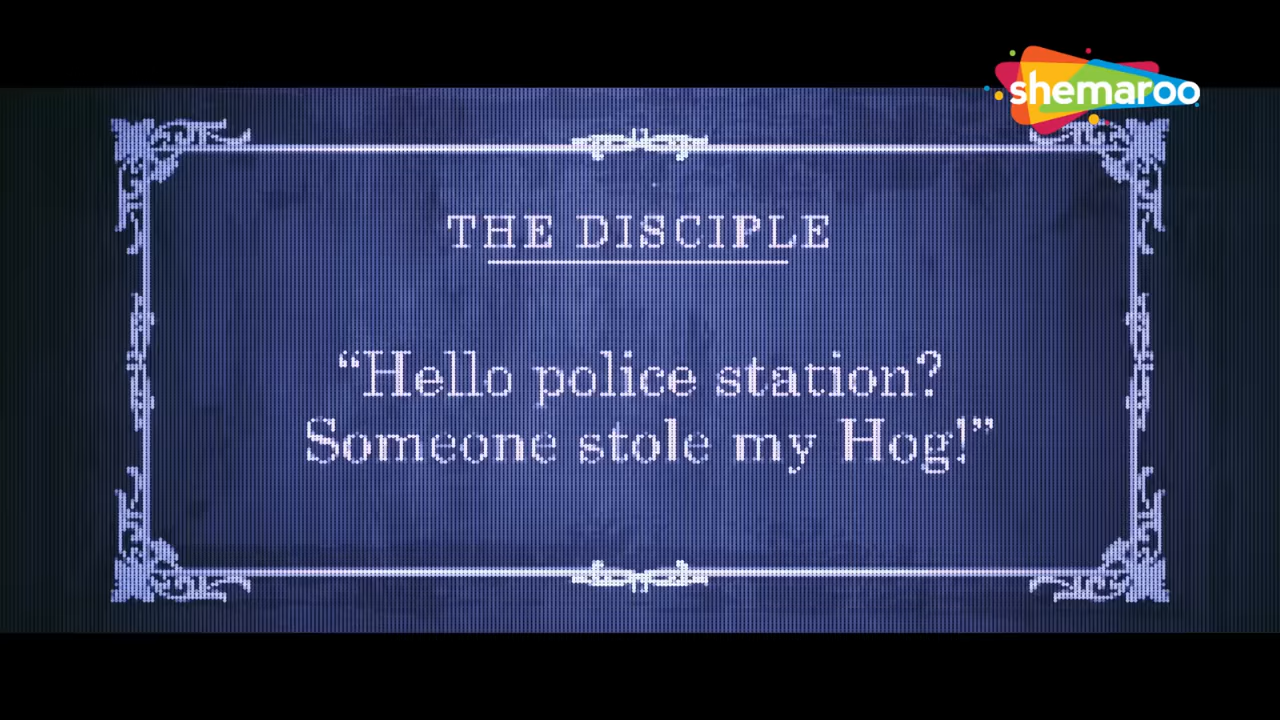 shemaroo
THE DISCIPLE
“Hello police station?
Someone stole my Hog!”